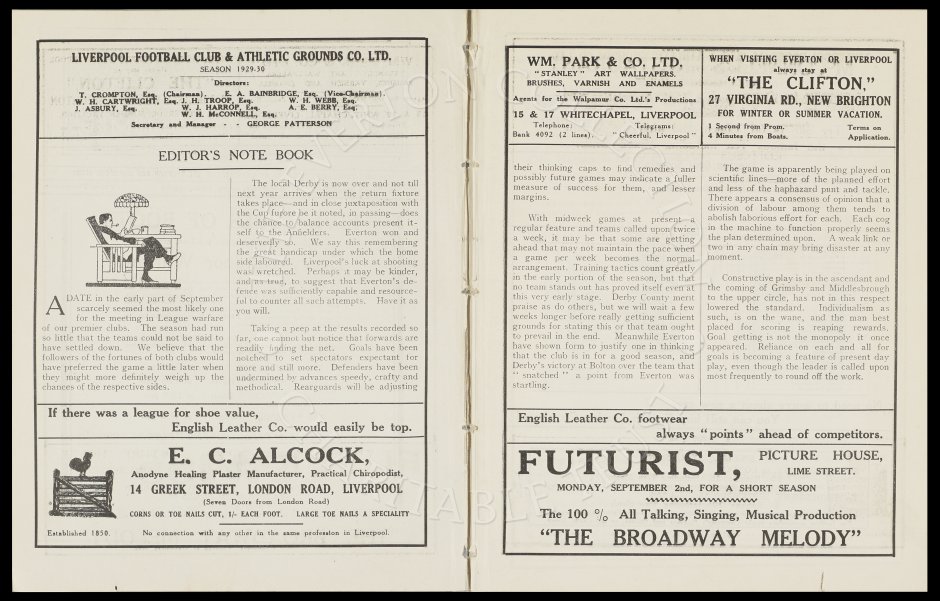 LIVERPOOL FOOTBALL CLUB & ATHLETIC GROUNDS CO. LTD.
SEASON 1929-30
Directors:
T. CROMPTON, Esq. (Chairman). E. A. BAINBRIDGE, Esq. (Vice-Chairman).
W. H. CARTWRIGHT, Esq. J. H. TROOP, Esq. W. H. WEBB, Esq.
J. ASBURY, Esq. W. J. HARROP, Esq. A. E. BERRY, Esq.
W. H. McCONNELL, Esq.
Secretary and Manager - - GEORGE PATTERSON
EDITOR'S NOTE BOOK
A DATE in the early part of September
scarcely seemed the most likely one
for the meeting in League warfare
of our premier clubs. The season had run
so little that the teams could not be said to
have settled down. We believe that the
followers of the fortunes of both clubs would
have preferred the game a little later when
they might more definitely weigh up the
chances of the respective sides.
The local Derby is now over and not till
next year arrives when the return fixture
takes place—and in close juxtaposition with
the Cup furore be it noted, in passing—does
the chance to balance accounts present it-
self to the Annfielders. Everton won and
deservedly so. We say this remembering
the great handicap under which the home
side laboured. Liverpool's luck at shooting
was wretched. Perhaps it may be kinder,
and as true, to suggest that Everton's de-
fence was sufficiently capable and resource-
ful to counter all such attempts. Have it as
you will.
Taking a peep at the results recorded so
far, one cannot but notice that forwards are
readily finding the net. Goals have been
notched to set spectators expectant for
more and still more. Defenders have been
undermined by advances speedy, crafty and
methodical. Rearguards will be adjusting
If there was a league for shoe value,
English Leather Co. would easily be top.
E. C. ALCOCK,
Anodyne Healing Plaster Manufacturer, Practical Chiropodist,
14 GREEK STREET, LONDON ROAD, LIVERPOOL
(Seven Doors from London Road)
CORNS OR TOE NAILS CUT, 1/- EACH FOOT. LARGE TOE NAILS A SPECIALITY
Established 1850. No connection with any other in the same profession in Liverpool.
WM. PARK & CO. LTD.
"STANLEY" ART WALLPAPERS.
BRUSHES, VARNISH AND ENAMELS
Agents for the Walpamur Co. Ltd.'s Productions
15 & 17 WHITECHAPEL, LIVERPOOL
Telephone: Telegrams:
Bank 4092 (2 lines). "Cheerful, Liverpool"
WHEN VISITING EVERTON OR LIVERPOOL
always stay at
"THE CLIFTON,"
27 VIRGINIA RD., NEW BRIGHTON
FOR WINTER OR SUMMER VACATION.
1 Second from Prom. Terms on
4 Minutes from Boats. Application.
their thinking caps to find remedies and
possibly future games may indicate a fuller
measure of success for them, and lesser
margins.
With midweek games at present a
regular feature and teams called upon twice
a week, it may be that some are getting
ahead that may not maintain the pace when
a game per week becomes the normal
arrangement. Training tactics count greatly
in the early portion of the season, but that
no team stands out has proved itself even at
this very early stage. Derby County merit
praise as do others, but we will wait a few
weeks longer before really getting sufficient
grounds for stating this or that team ought
to prevail in the end. Meanwhile Everton
have shown form to justify one in thinking
that the club is in for a good season, and
Derby's victory at Bolton over the team that
"snatched" a point from Everton was
startling.
The game is apparently being played on
scientific lines—more of the planned effort
and less of the haphazard punt and tackle.
There appears a consensus of opinion that a
division of labour among them tends to
abolish laborious effort for each. Each cog
in the machine to function properly seems
the plan determined upon. A weak link or
two in any chain may bring disaster at any
moment.
Constructive play is in the ascendant and
the coming of Grimsby and Middlesbrough
to the upper circle, has not in this respect
lowered the standard. Individualism as
such, is on the wane, and the man best
placed for scoring is reaping rewards.
Goal getting is not the monopoly it once
appeared. Reliance on each and all for
goals is becoming a feature of present day
play, even though the leader is called upon
most frequently to round off the work.
English Leather Co. footwear
always "points" ahead of competitors.
FUTURIST, PICTURE HOUSE,
LIME STREET.
MONDAY, SEPTEMBER 2nd, FOR A SHORT SEASON
The 100 % All Talking, Singing, Musical Production
"THE BROADWAY MELODY"